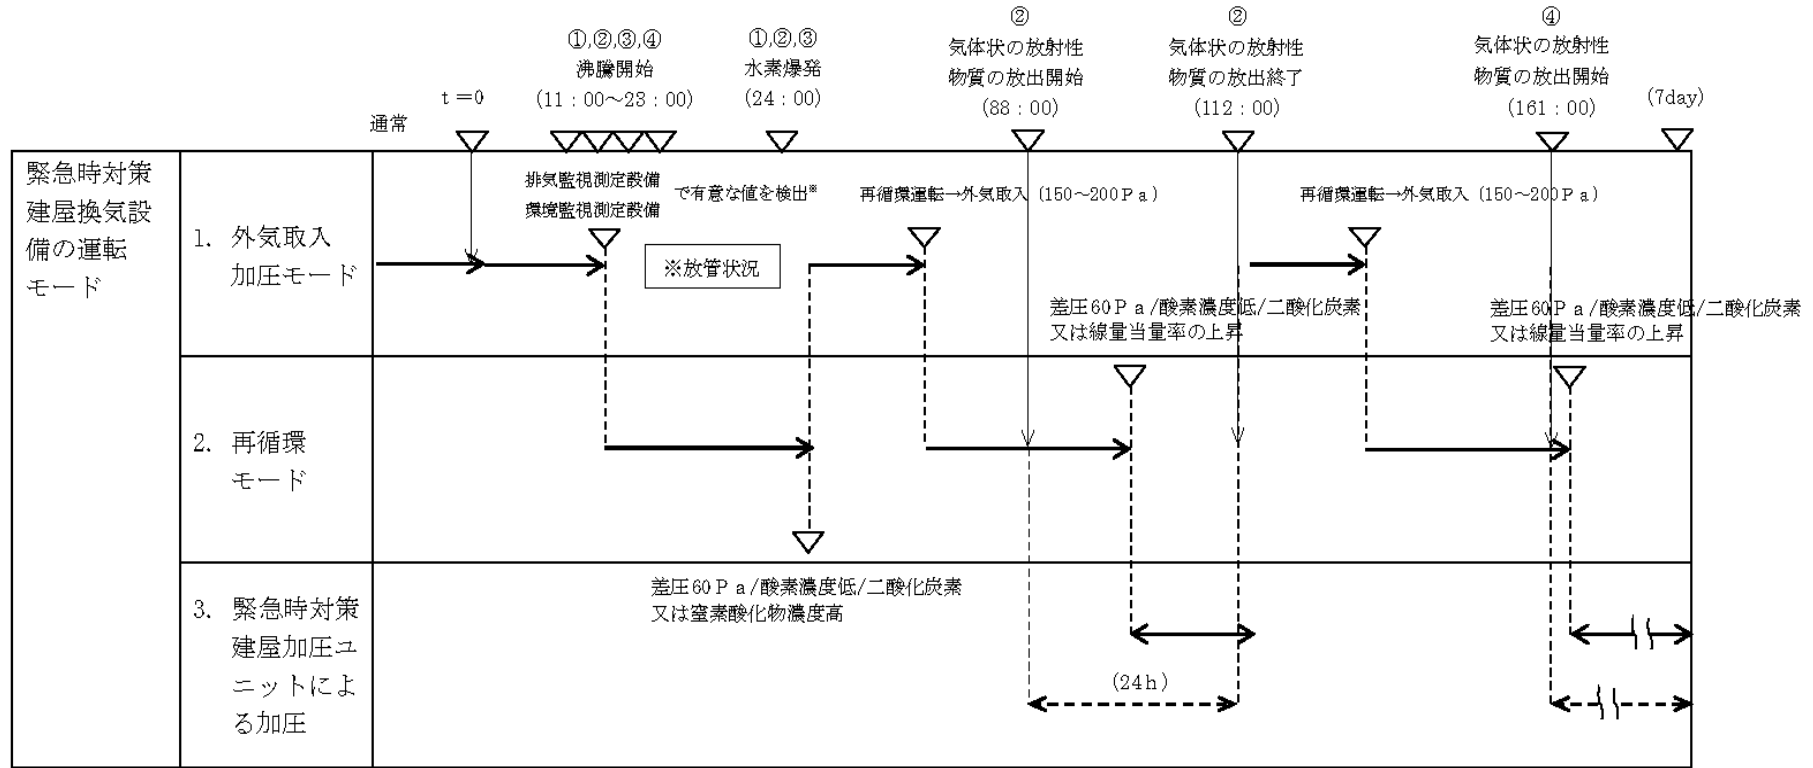 ②
②
④
①,②,③,④
①,②,③
気体状の放射性
気体状の放射性
気体状の放射性
沸騰開始
水素爆発
物質の放出開始
物質の放出終了
物質の放出開始
t=0
(11:00~23:00)
(24:00)
(88:00)
(112:00)
(161:00)
(7day)
通常
緊急時対策
建屋換気設
備の運転
モード
1. 外気取入
加圧モード
排気監視測定設備
環境監視測定設備
で有意な値を検出※
再循環運転→外気取入 (150~200Pa)
再循環運転→外気取入 (150~200Pa)
※放管状況
差圧60Pa/酸素濃度低/二酸化炭素
又は線量当量率の上昇
差圧60Pa/酸素濃度低/二酸化炭素
又は線量当量率の上昇
2. 再循環
モード
3. 緊急時対策
建屋加圧ユ
ニットによ
る加圧
差圧60Pa/酸素濃度低/二酸化炭素
又は窒素酸化物濃度高
(24h)